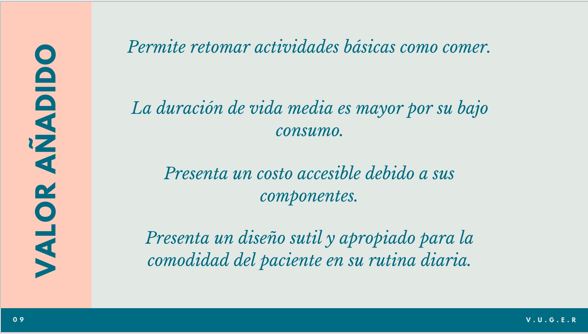 VALOR AÑADIDO
Permite retomar actividades básicas como comer.
La duración de vida media es mayor por su bajo
consumo.
Presenta un costo accesible debido a sus
componentes.
Presenta un diseño sutil y apropiado para la
comodidad del paciente en su rutina diaria.
09
V.U.G.E.R